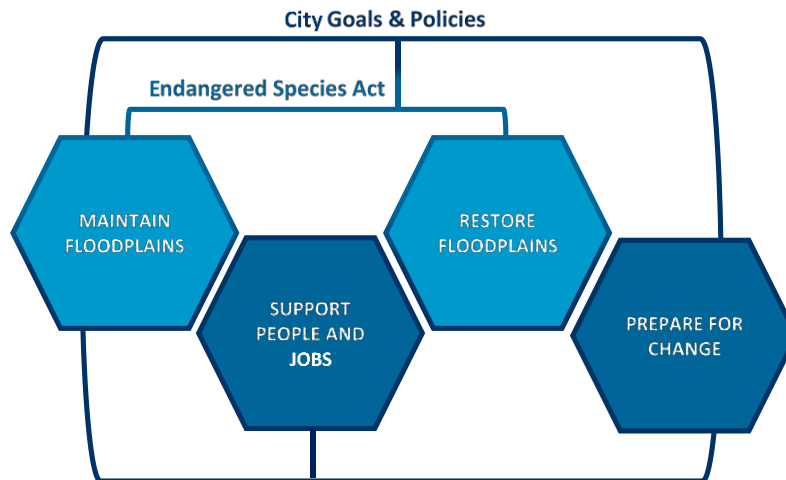 City Goals & Policies
Endangered Species Act
MAINTAIN
FLOODPLAINS
RESTORE
FLOODPLAINS
SUPPORT
PEOPLE AND
JOBS
PREPARE FOR
CHANGE